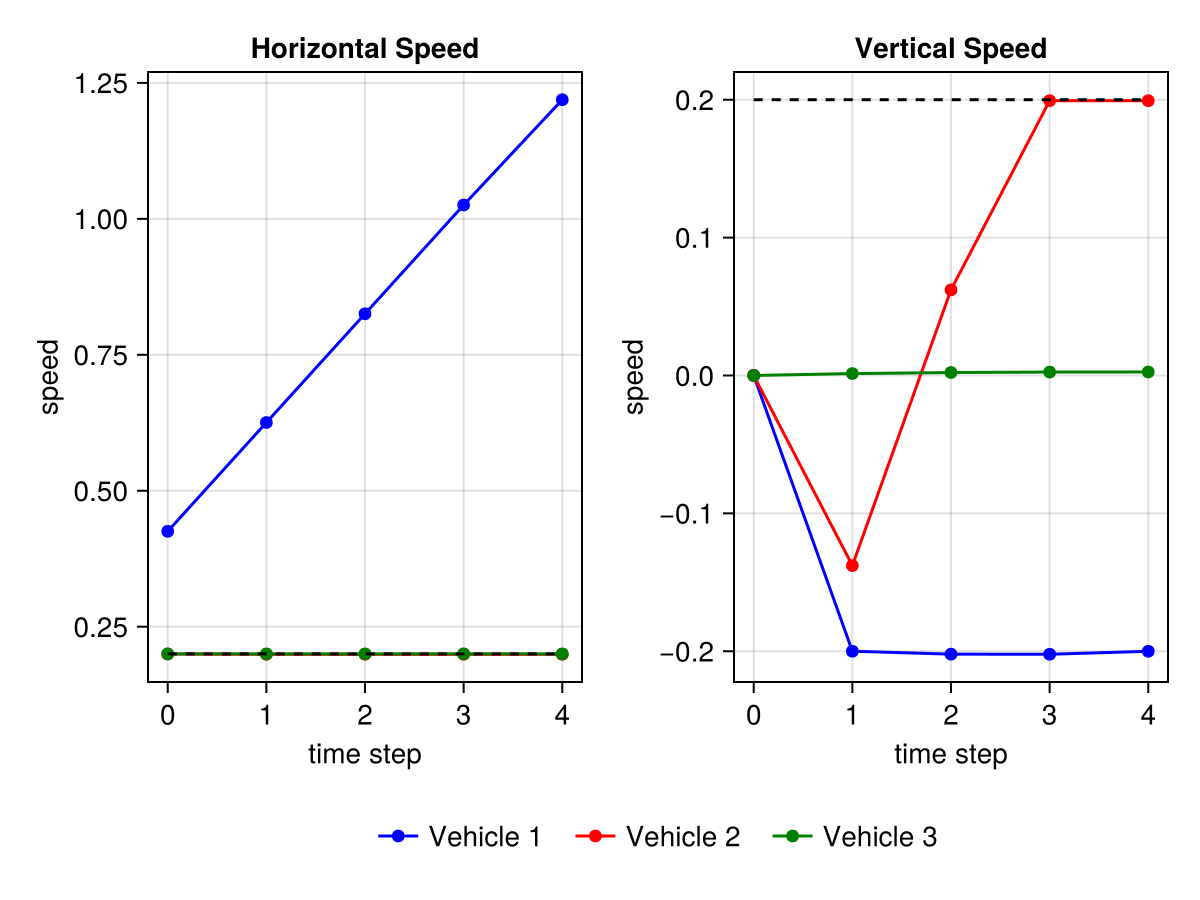 Horizontal Speed
1.25
1.00
0.75
0.50
0.25
speed
0 1 2 3 4
time step
Vertical Speed
0.2
0.1
0.0
−0.1
−0.2
speed
0 1 2 3 4
time step
Vehicle 1 Vehicle 2 Vehicle 3